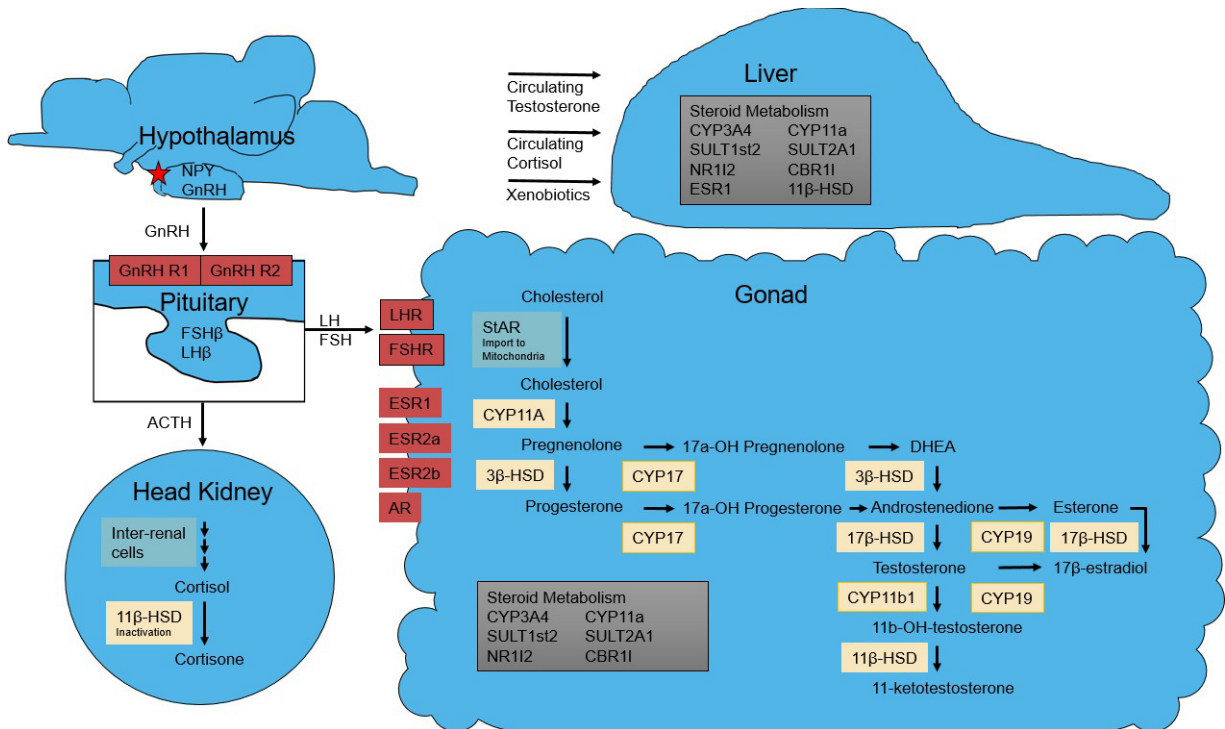 Hypothalamus
NPY
GnRH
GnRH
GnRH R1
GnRH R2
Pituitary
FSHβ
LHβ
LH
FSH
ACTH
Head Kidney
Inter-renal
cells
Cortisol
11β-HSD
Inactivation
Cortisone
Circulating
Testosterone
Circulating
Cortisol
Xenobiotics
Liver
Steroid Metabolism
CYP3A4 CYP11a
SULT1st2 SULT2A1
NR1I2 CBR1l
ESR1 11β-HSD
Gonad
LHR
FSHR
ESR1
ESR2a
ESR2b
AR
Cholesterol
StAR
Import to
Mitochondria
Cholesterol
CYP11A
Pregnenolone 17a-OH Pregnenolone DHEA
3β-HSD CYP17 3β-HSD
Progesterone 17a-OH Progesterone Androstenedione Esterone
CYP17 17β-HSD CYP19 17β-HSD
Testosterone 17β-estradiol
CYP11b1 CYP19
11b-OH-testosterone
11β-HSD
11-ketotestosterone
Steroid Metabolism
CYP3A4 CYP11a
SULT1st2 SULT2A1
NR1I2 CBR1l